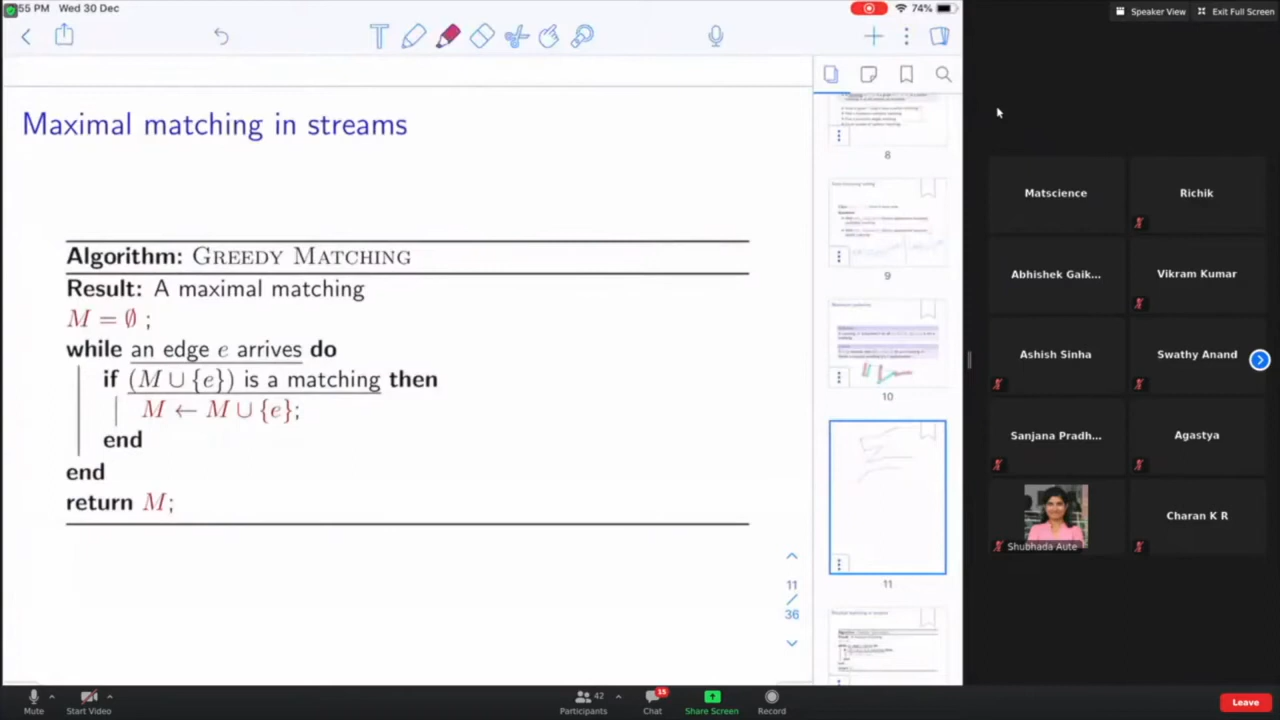 55 PM Wed 30 Dec
74%
Speaker View
Exit Full Screen
Maximal matching in streams
Algorithm: GREEDY MATCHING
Result: A maximal matching
M = ∅ ;
while an edge e arrives do
if (M ∪ {e}) is a matching then
M ← M ∪ {e};
end
end
return M;
11
/
36
8
9
10
11
Matscience
Richik
Abhishek Gaik...
Vikram Kumar
Ashish Sinha
Swathy Anand
Sanjana Pradh...
Agastya
Shubhada Aute
Charan K R
Mute
Start Video
Participants
42
Chat
15
Share Screen
Record
Leave